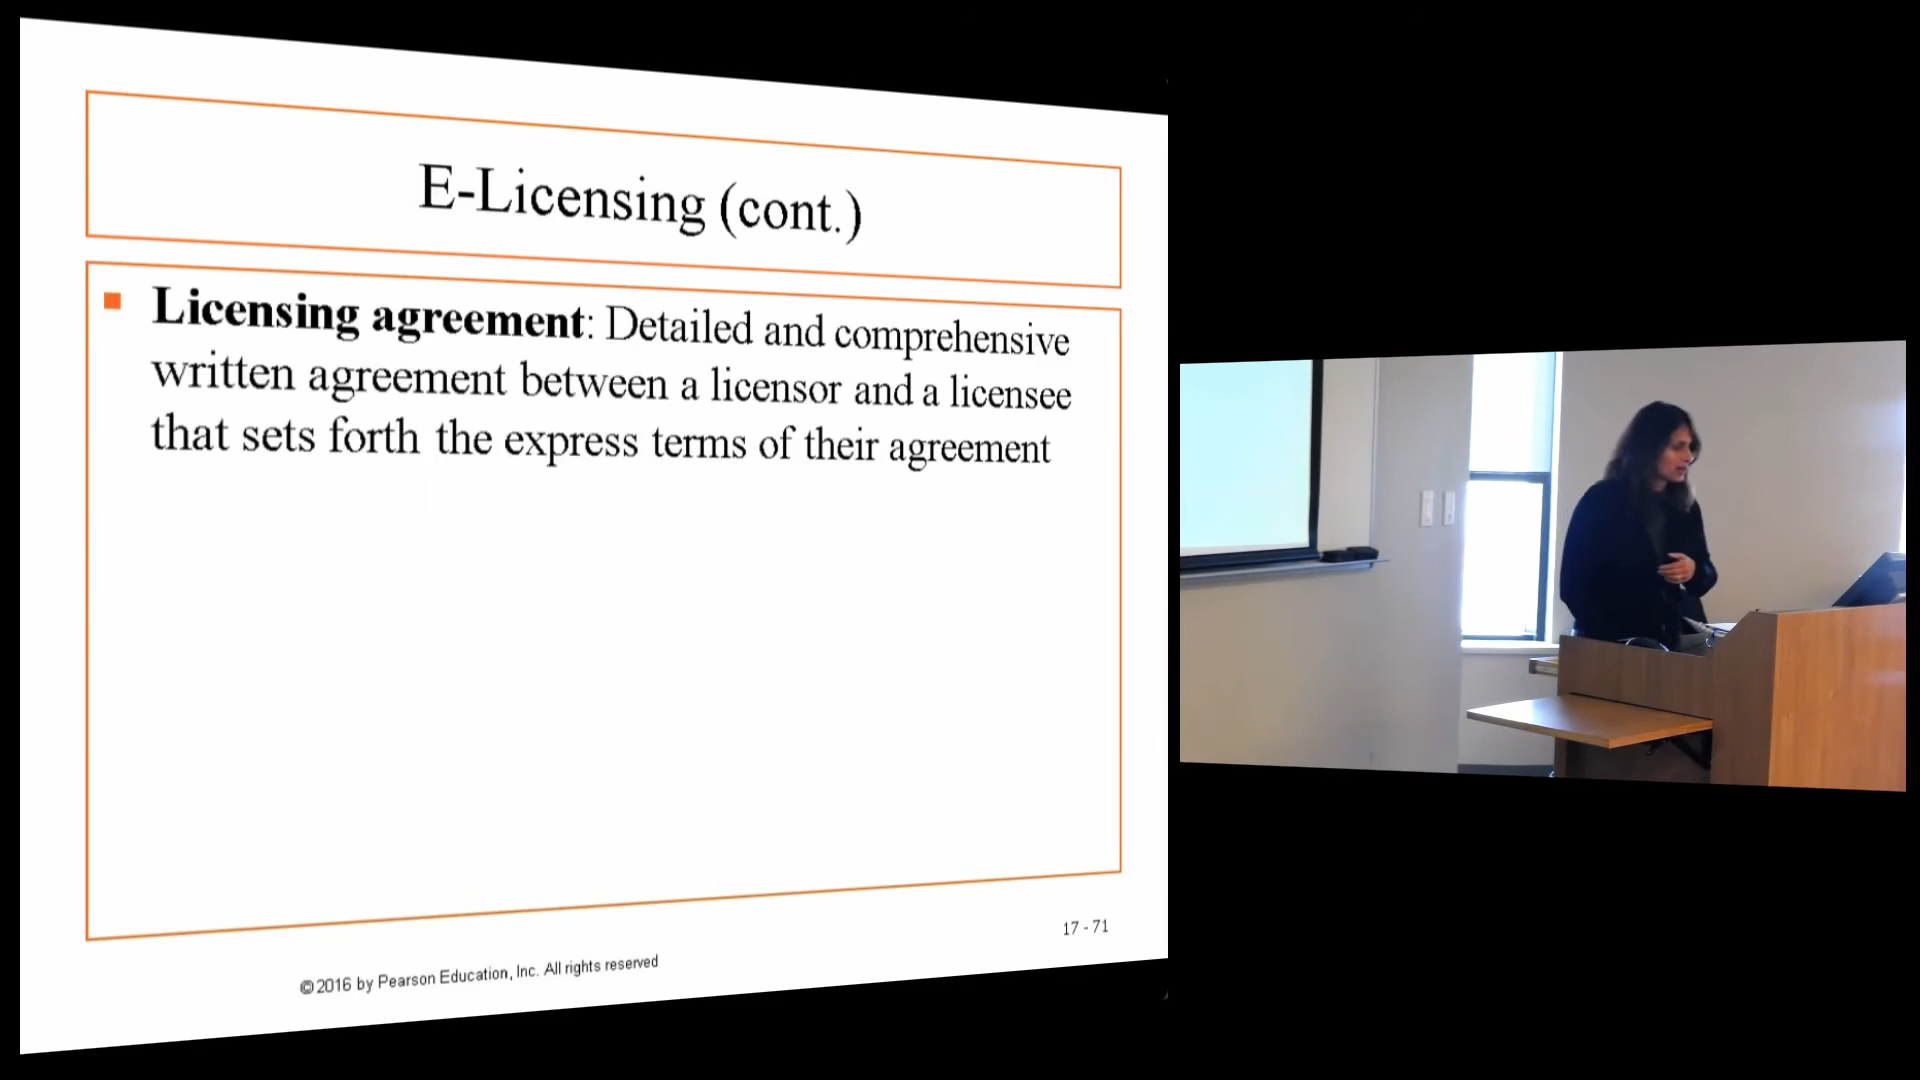 E-Licensing (cont.)
Licensing agreement: Detailed and comprehensive
written agreement between a licensor and a licensee
that sets forth the express terms of their agreement
17 - 71
©2016 by Pearson Education, Inc. All rights reserved